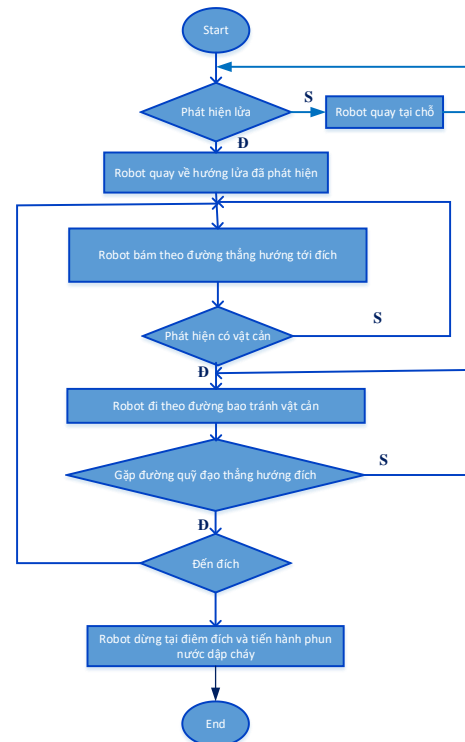 Start
Phát hiện lửa
S
Robot quay tại chỗ
Đ
Robot quay về hướng lửa đã phát hiện
Robot bám theo đường thẳng hướng tới đích
S
Phát hiện có vật cản
Đ
Robot đi theo đường bao tránh vật cản
S
Gặp đường quỹ đạo thẳng hướng đích
Đ
Đến đích
Robot dừng tại điêm đích và tiến hành phun
nước dập cháy
End